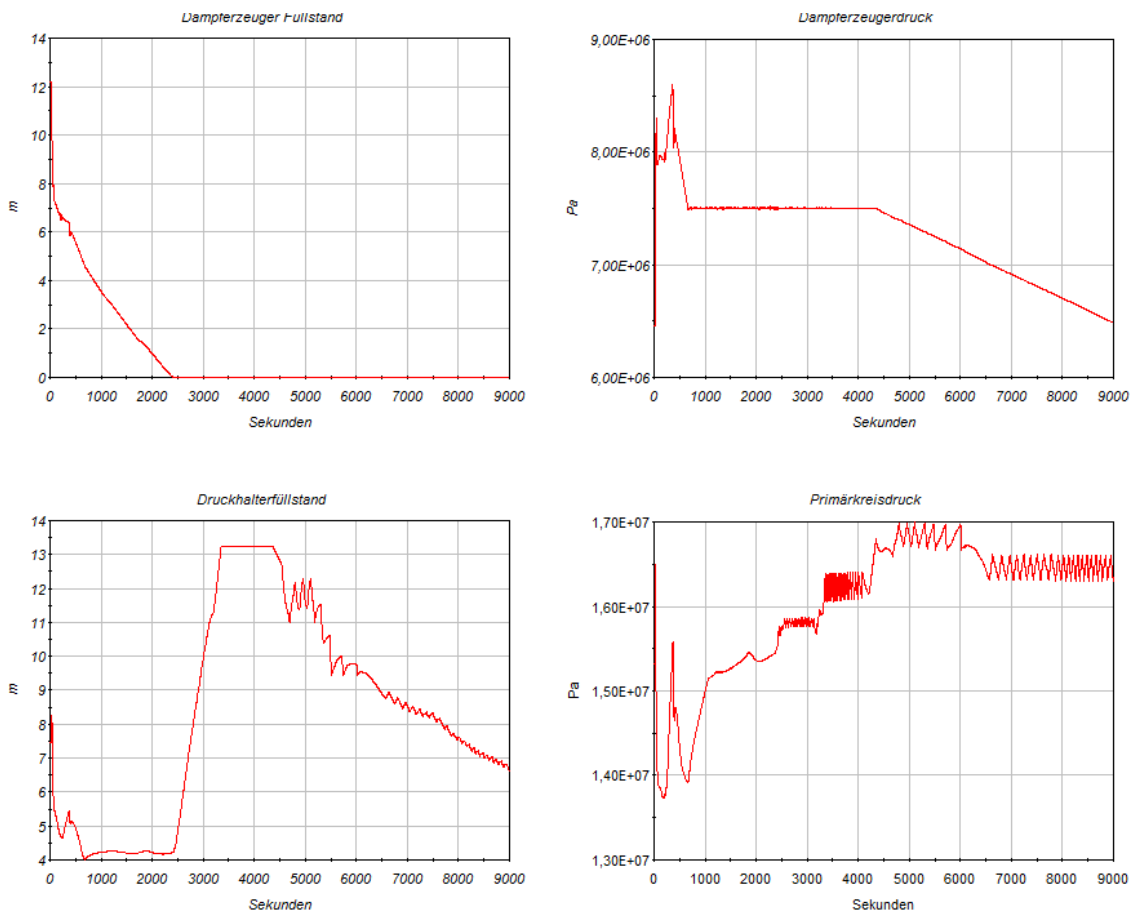 Dampferzeuger Füllstand
14
12
10
8
6
4
2
0
m
0 1000 2000 3000 4000 5000 6000 7000 8000 9000
Sekunden
Dampferzeugerdruck
9,00E+06
8,00E+06
7,00E+06
6,00E+06
Pa
0 1000 2000 3000 4000 5000 6000 7000 8000 9000
Sekunden
Druckhalterfüllstand
14
13
12
11
10
9
8
7
6
5
4
m
0 1000 2000 3000 4000 5000 6000 7000 8000 9000
Sekunden
Primärkreisdruck
1,70E+07
1,60E+07
1,50E+07
1,40E+07
1,30E+07
Pa
0 1000 2000 3000 4000 5000 6000 7000 8000 9000
Sekunden